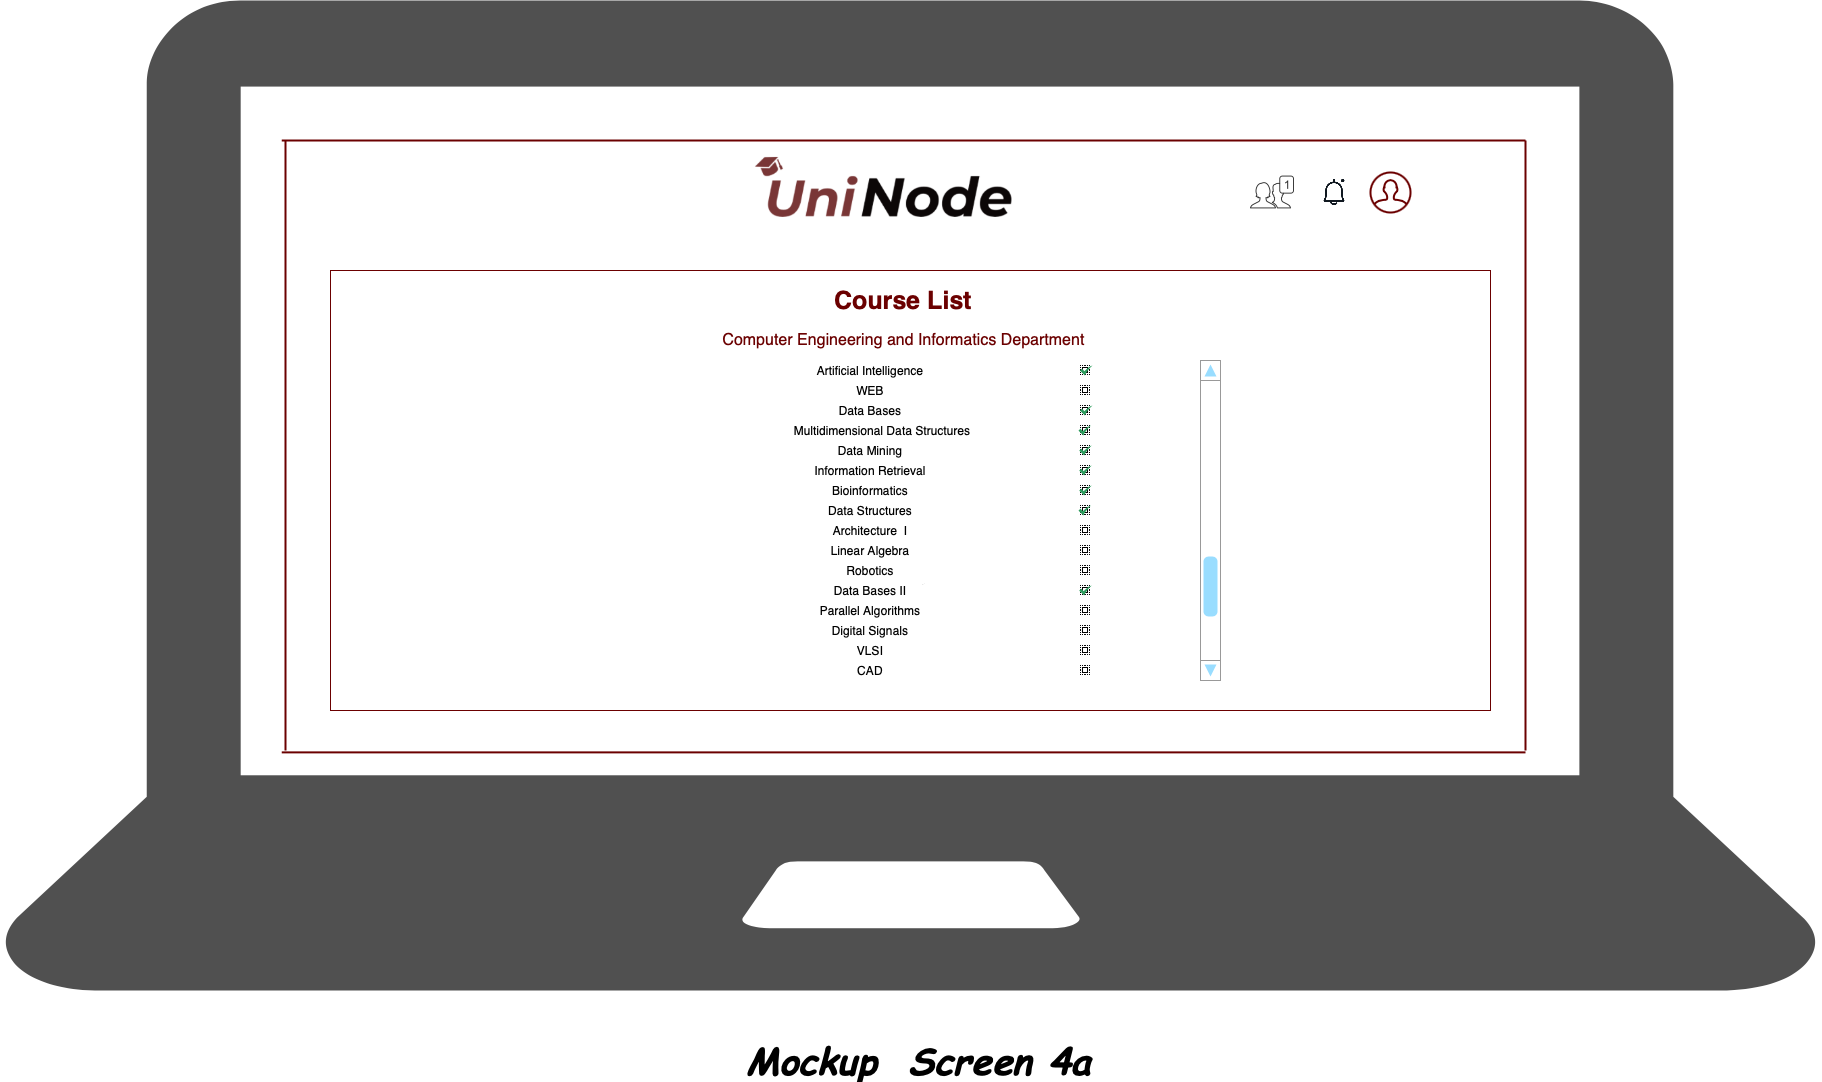 UniNode
1
Course List
Computer Engineering and Informatics Department
Artificial Intelligence
WEB
Data Bases
Multidimensional Data Structures
Data Mining
Information Retrieval
Bioinformatics
Data Structures
Architecture I
Linear Algebra
Robotics
Data Bases II
Parallel Algorithms
Digital Signals
VLSI
CAD
Mockup Screen 4a